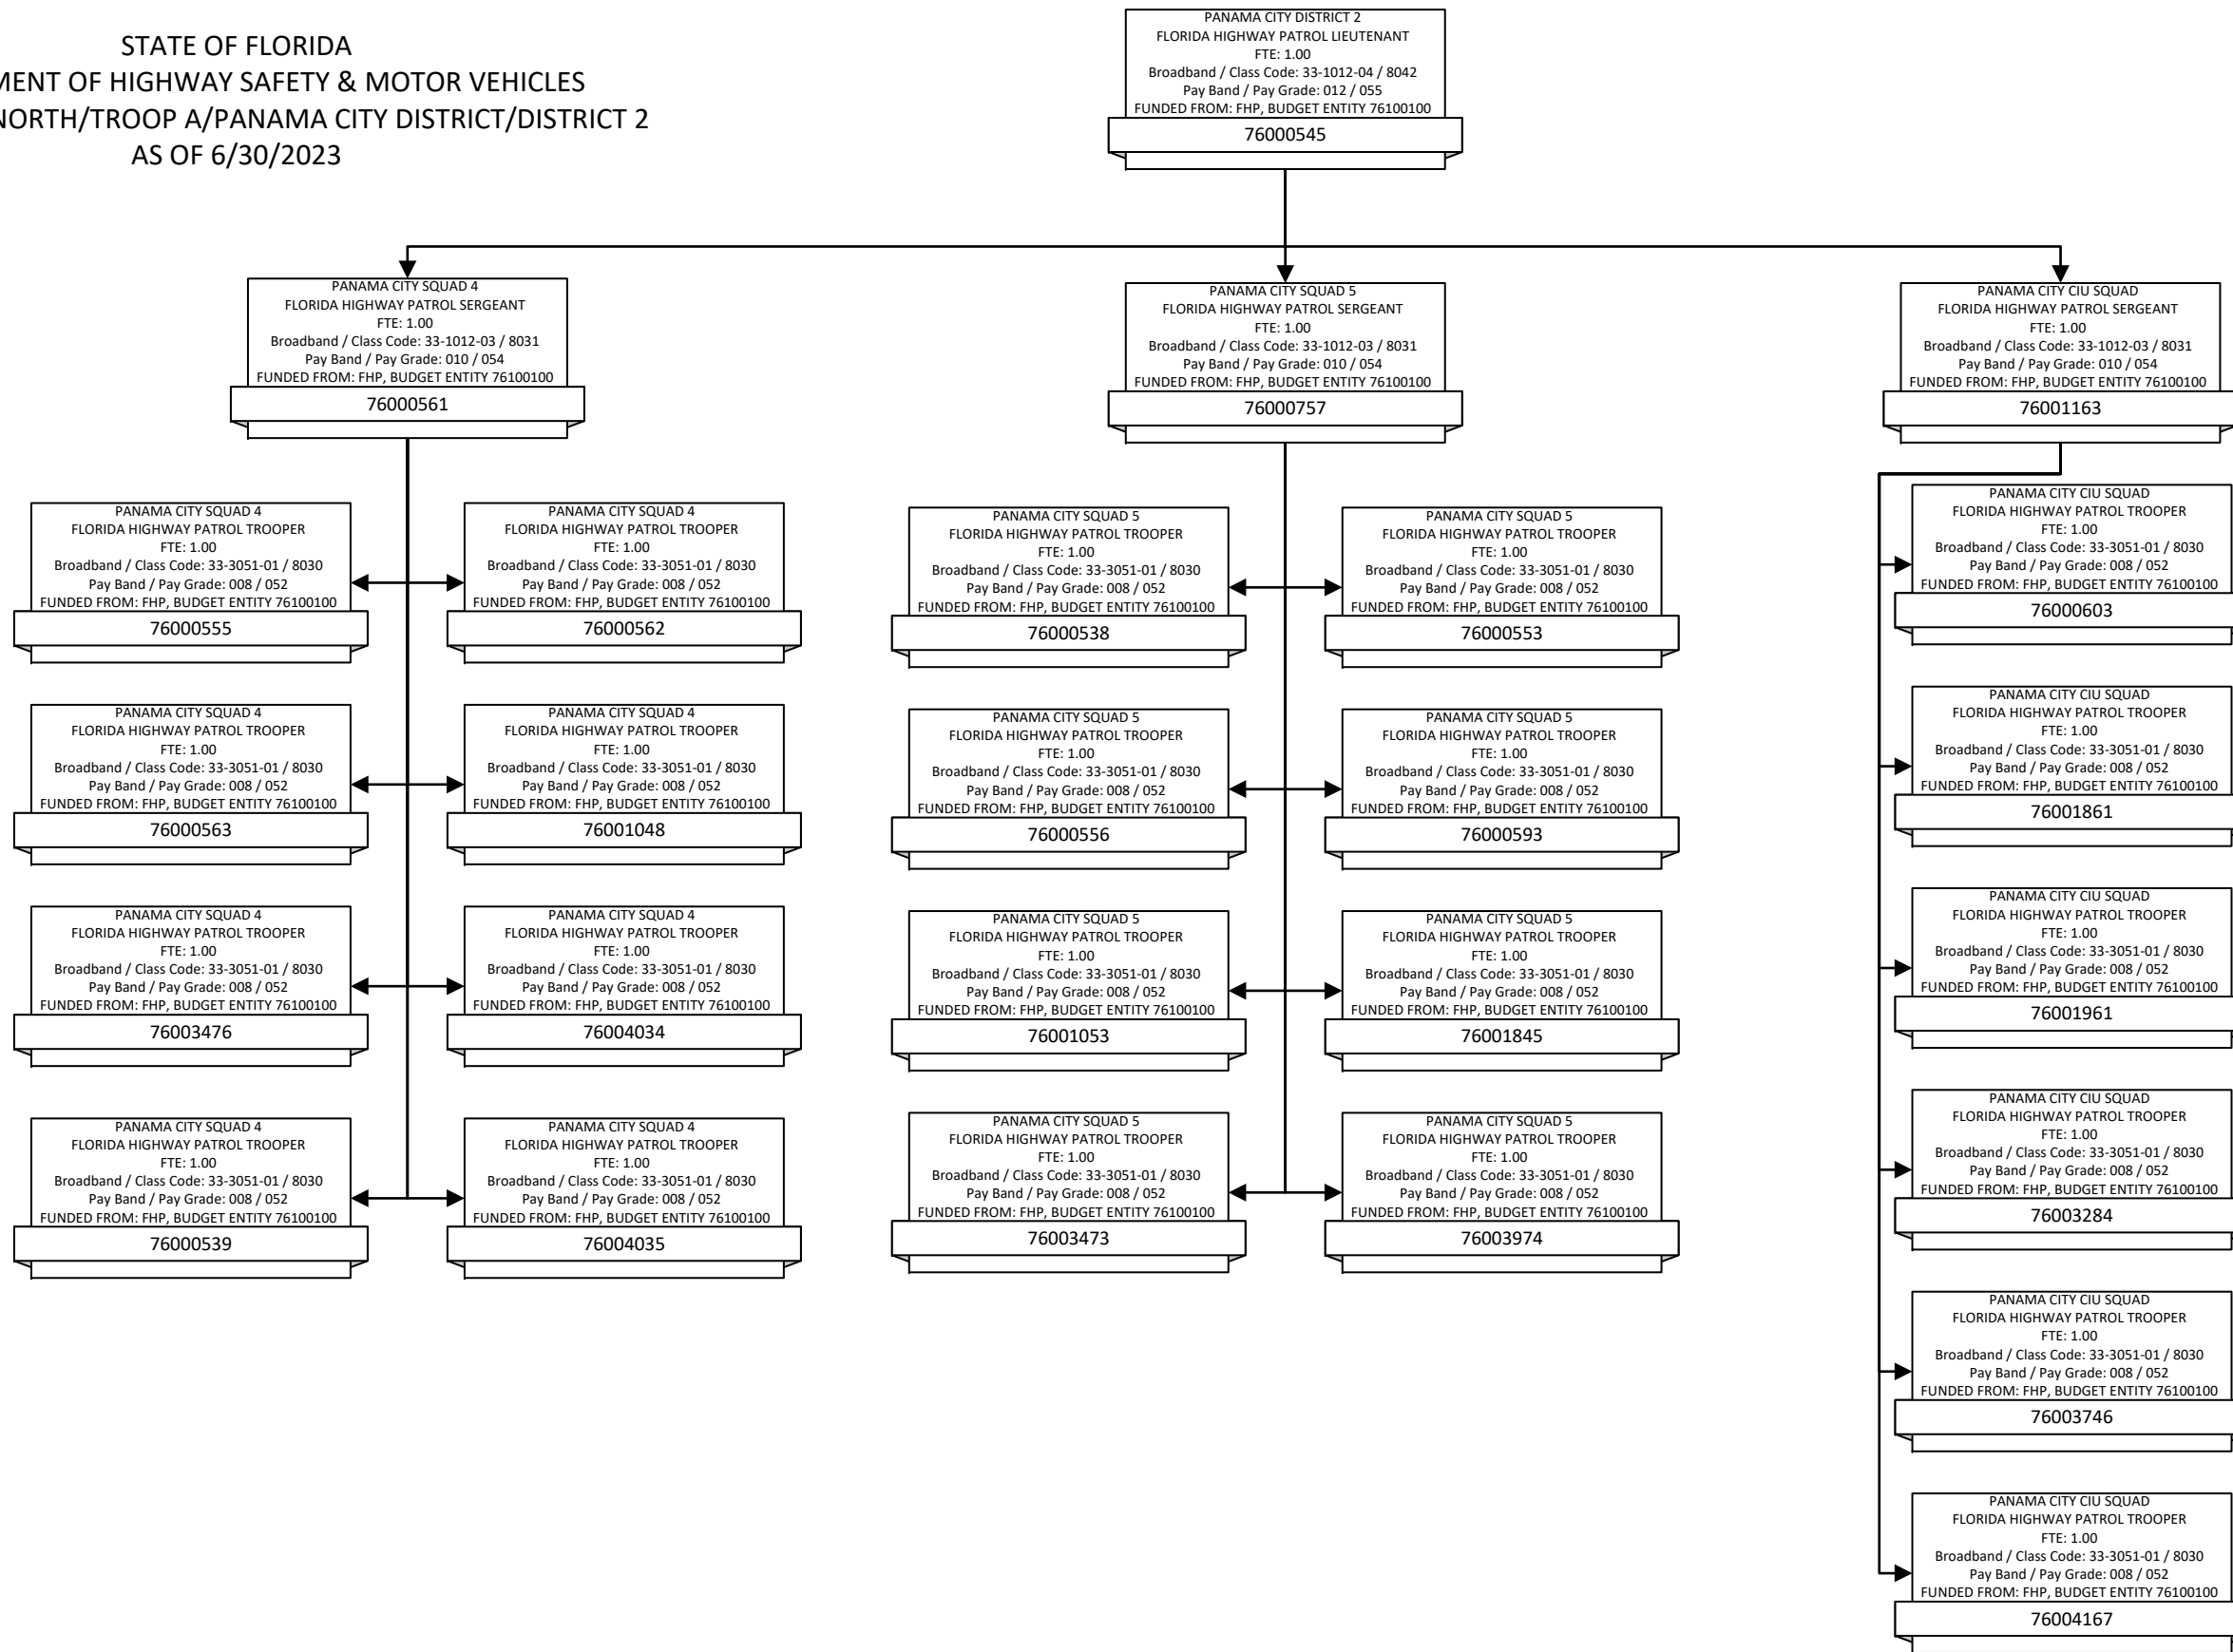 STATE OF FLORIDA
MENT OF HIGHWAY SAFETY & MOTOR VEHICLES
NORTH/TROOP A/PANAMA CITY DISTRICT/DISTRICT 2
AS OF 6/30/2023
PANAMA CITY DISTRICT 2
FLORIDA HIGHWAY PATROL LIEUTENANT
FTE: 1.00
Broadband / Class Code: 33-1012-04 / 8042
Pay Band / Pay Grade: 012 / 055
FUNDED FROM: FHP, BUDGET ENTITY 76100100
76000545
PANAMA CITY SQUAD 4
FLORIDA HIGHWAY PATROL SERGEANT
FTE: 1.00
Broadband / Class Code: 33-1012-03 / 8031
Pay Band / Pay Grade: 010 / 054
FUNDED FROM: FHP, BUDGET ENTITY 76100100
76000561
PANAMA CITY SQUAD 4
FLORIDA HIGHWAY PATROL TROOPER
FTE: 1.00
Broadband / Class Code: 33-3051-01 / 8030
Pay Band / Pay Grade: 008 / 052
FUNDED FROM: FHP, BUDGET ENTITY 76100100
76000555
PANAMA CITY SQUAD 4
FLORIDA HIGHWAY PATROL TROOPER
FTE: 1.00
Broadband / Class Code: 33-3051-01 / 8030
Pay Band / Pay Grade: 008 / 052
FUNDED FROM: FHP, BUDGET ENTITY 76100100
76000562
PANAMA CITY SQUAD 4
FLORIDA HIGHWAY PATROL TROOPER
FTE: 1.00
Broadband / Class Code: 33-3051-01 / 8030
Pay Band / Pay Grade: 008 / 052
FUNDED FROM: FHP, BUDGET ENTITY 76100100
76000563
PANAMA CITY SQUAD 4
FLORIDA HIGHWAY PATROL TROOPER
FTE: 1.00
Broadband / Class Code: 33-3051-01 / 8030
Pay Band / Pay Grade: 008 / 052
FUNDED FROM: FHP, BUDGET ENTITY 76100100
76001048
PANAMA CITY SQUAD 4
FLORIDA HIGHWAY PATROL TROOPER
FTE: 1.00
Broadband / Class Code: 33-3051-01 / 8030
Pay Band / Pay Grade: 008 / 052
FUNDED FROM: FHP, BUDGET ENTITY 76100100
76003476
PANAMA CITY SQUAD 4
FLORIDA HIGHWAY PATROL TROOPER
FTE: 1.00
Broadband / Class Code: 33-3051-01 / 8030
Pay Band / Pay Grade: 008 / 052
FUNDED FROM: FHP, BUDGET ENTITY 76100100
76004034
PANAMA CITY SQUAD 4
FLORIDA HIGHWAY PATROL TROOPER
FTE: 1.00
Broadband / Class Code: 33-3051-01 / 8030
Pay Band / Pay Grade: 008 / 052
FUNDED FROM: FHP, BUDGET ENTITY 76100100
76000539
PANAMA CITY SQUAD 4
FLORIDA HIGHWAY PATROL TROOPER
FTE: 1.00
Broadband / Class Code: 33-3051-01 / 8030
Pay Band / Pay Grade: 008 / 052
FUNDED FROM: FHP, BUDGET ENTITY 76100100
76004035
PANAMA CITY SQUAD 5
FLORIDA HIGHWAY PATROL SERGEANT
FTE: 1.00
Broadband / Class Code: 33-1012-03 / 8031
Pay Band / Pay Grade: 010 / 054
FUNDED FROM: FHP, BUDGET ENTITY 76100100
76000757
PANAMA CITY SQUAD 5
FLORIDA HIGHWAY PATROL TROOPER
FTE: 1.00
Broadband / Class Code: 33-3051-01 / 8030
Pay Band / Pay Grade: 008 / 052
FUNDED FROM: FHP, BUDGET ENTITY 76100100
76000538
PANAMA CITY SQUAD 5
FLORIDA HIGHWAY PATROL TROOPER
FTE: 1.00
Broadband / Class Code: 33-3051-01 / 8030
Pay Band / Pay Grade: 008 / 052
FUNDED FROM: FHP, BUDGET ENTITY 76100100
76000553
PANAMA CITY SQUAD 5
FLORIDA HIGHWAY PATROL TROOPER
FTE: 1.00
Broadband / Class Code: 33-3051-01 / 8030
Pay Band / Pay Grade: 008 / 052
FUNDED FROM: FHP, BUDGET ENTITY 76100100
76000556
PANAMA CITY SQUAD 5
FLORIDA HIGHWAY PATROL TROOPER
FTE: 1.00
Broadband / Class Code: 33-3051-01 / 8030
Pay Band / Pay Grade: 008 / 052
FUNDED FROM: FHP, BUDGET ENTITY 76100100
76000593
PANAMA CITY SQUAD 5
FLORIDA HIGHWAY PATROL TROOPER
FTE: 1.00
Broadband / Class Code: 33-3051-01 / 8030
Pay Band / Pay Grade: 008 / 052
FUNDED FROM: FHP, BUDGET ENTITY 76100100
76001053
PANAMA CITY SQUAD 5
FLORIDA HIGHWAY PATROL TROOPER
FTE: 1.00
Broadband / Class Code: 33-3051-01 / 8030
Pay Band / Pay Grade: 008 / 052
FUNDED FROM: FHP, BUDGET ENTITY 76100100
76001845
PANAMA CITY SQUAD 5
FLORIDA HIGHWAY PATROL TROOPER
FTE: 1.00
Broadband / Class Code: 33-3051-01 / 8030
Pay Band / Pay Grade: 008 / 052
FUNDED FROM: FHP, BUDGET ENTITY 76100100
76003473
PANAMA CITY SQUAD 5
FLORIDA HIGHWAY PATROL TROOPER
FTE: 1.00
Broadband / Class Code: 33-3051-01 / 8030
Pay Band / Pay Grade: 008 / 052
FUNDED FROM: FHP, BUDGET ENTITY 76100100
76003974
PANAMA CITY CIU SQUAD
FLORIDA HIGHWAY PATROL SERGEANT
FTE: 1.00
Broadband / Class Code: 33-1012-03 / 8031
Pay Band / Pay Grade: 010 / 054
FUNDED FROM: FHP, BUDGET ENTITY 76100100
76001163
PANAMA CITY CIU SQUAD
FLORIDA HIGHWAY PATROL TROOPER
FTE: 1.00
Broadband / Class Code: 33-3051-01 / 8030
Pay Band / Pay Grade: 008 / 052
FUNDED FROM: FHP, BUDGET ENTITY 76100100
76000603
PANAMA CITY CIU SQUAD
FLORIDA HIGHWAY PATROL TROOPER
FTE: 1.00
Broadband / Class Code: 33-3051-01 / 8030
Pay Band / Pay Grade: 008 / 052
FUNDED FROM: FHP, BUDGET ENTITY 76100100
76001861
PANAMA CITY CIU SQUAD
FLORIDA HIGHWAY PATROL TROOPER
FTE: 1.00
Broadband / Class Code: 33-3051-01 / 8030
Pay Band / Pay Grade: 008 / 052
FUNDED FROM: FHP, BUDGET ENTITY 76100100
76001961
PANAMA CITY CIU SQUAD
FLORIDA HIGHWAY PATROL TROOPER
FTE: 1.00
Broadband / Class Code: 33-3051-01 / 8030
Pay Band / Pay Grade: 008 / 052
FUNDED FROM: FHP, BUDGET ENTITY 76100100
76003284
PANAMA CITY CIU SQUAD
FLORIDA HIGHWAY PATROL TROOPER
FTE: 1.00
Broadband / Class Code: 33-3051-01 / 8030
Pay Band / Pay Grade: 008 / 052
FUNDED FROM: FHP, BUDGET ENTITY 76100100
76003746
PANAMA CITY CIU SQUAD
FLORIDA HIGHWAY PATROL TROOPER
FTE: 1.00
Broadband / Class Code: 33-3051-01 / 8030
Pay Band / Pay Grade: 008 / 052
FUNDED FROM: FHP, BUDGET ENTITY 76100100
76004167